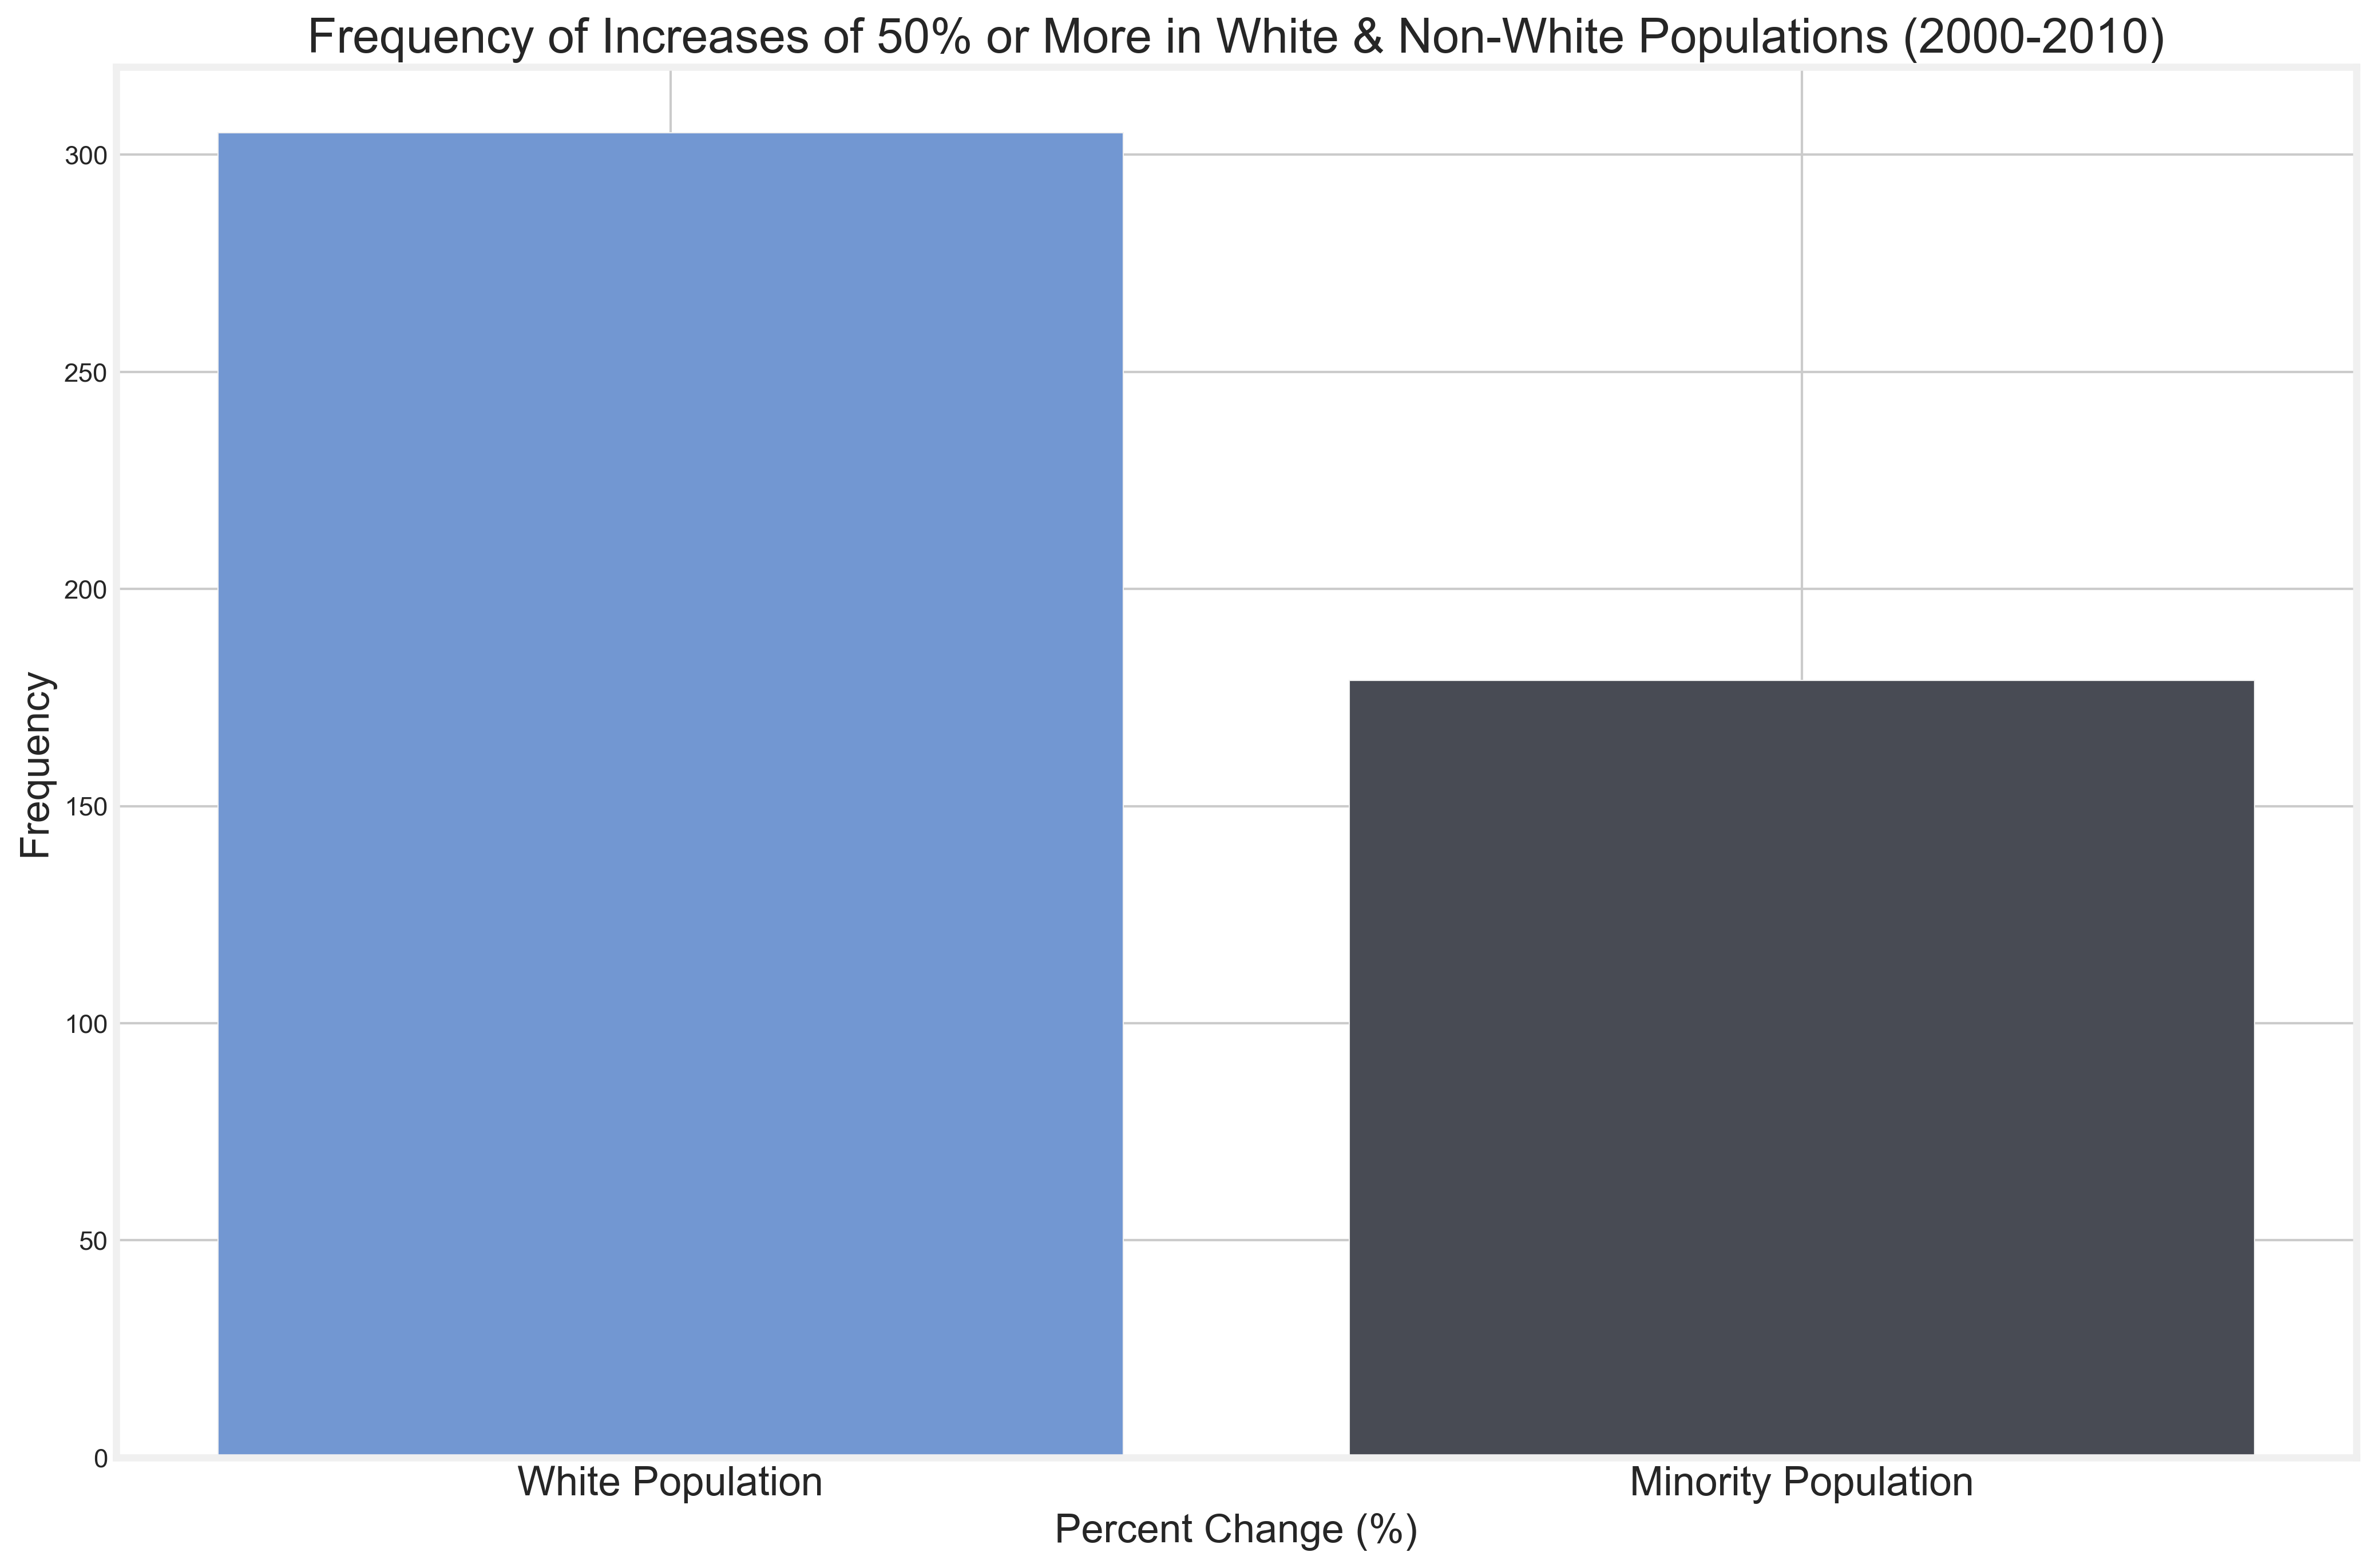 Frequency of Increases of 50% or More in White & Non-White Populations (2000-2010)
300
250
200
150
100
50
0
Frequency
White Population
Minority Population
Percent Change (%)